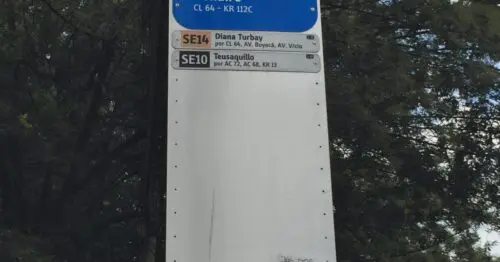 CL 64 - KR 112C
SE14 Diana Turbay
por CL 64, AV. Boyacá, AV. V/cio
SE10 Teusaquillo
por AC 72, AC 68, KR 13